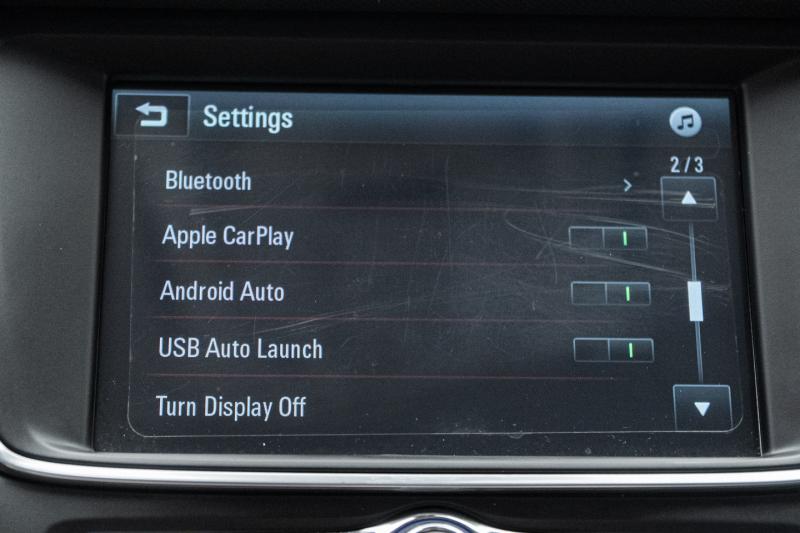 Settings
2/3
Bluetooth
Apple CarPlay
Android Auto
USB Auto Launch
Turn Display Off